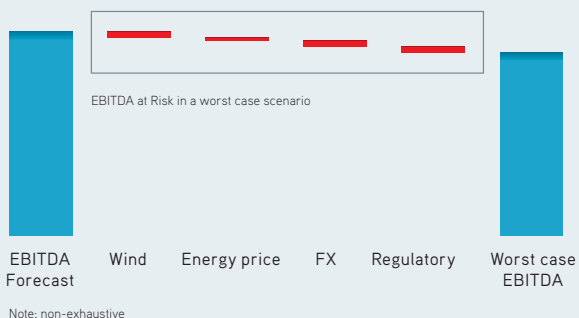 EBITDA at Risk in a worst case scenario
EBITDA Forecast
Wind
Energy price
FX
Regulatory
Worst case EBITDA
Note: non-exhaustive